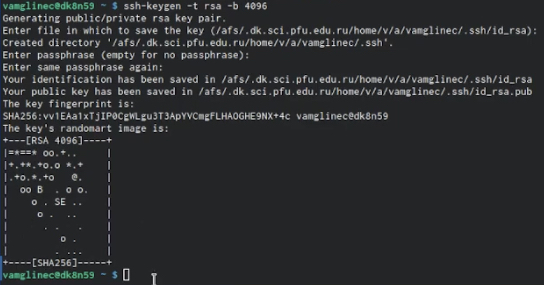 vamglinec@dk8n59 ~ $ ssh-keygen -t rsa -b 4096
Generating public/private rsa key pair.
Enter file in which to save the key (/afs/.dk.sci.pfu.edu.ru/home/v/a/vamglinec/.ssh/id_rsa):
Created directory '/afs/.dk.sci.pfu.edu.ru/home/v/a/vamglinec/.ssh'.
Enter passphrase (empty for no passphrase):
Enter same passphrase again:
Your identification has been saved in /afs/.dk.sci.pfu.edu.ru/home/v/a/vamglinec/.ssh/id_rsa
Your public key has been saved in /afs/.dk.sci.pfu.edu.ru/home/v/a/vamglinec/.ssh/id_rsa.pub
The key fingerprint is:
SHA256:vv1EAa1xTjIP0CgWLgu3T3ApYVCmgFLHAOGHE9NX+4c vamglinec@dk8n59
The key's randomart image is:
+---[RSA 4096]----+
|=*==* oo.+..     |
|+.+*.+o.o *.+    |
|.+o.*.+o   @.    |
|  oo B  . o o.   |
|    o . SE ..    |
|     o .  ..     |
|      . .   .    |
|         o .     |
|        . ...    |
+----[SHA256]-----+
vamglinec@dk8n59 ~ $